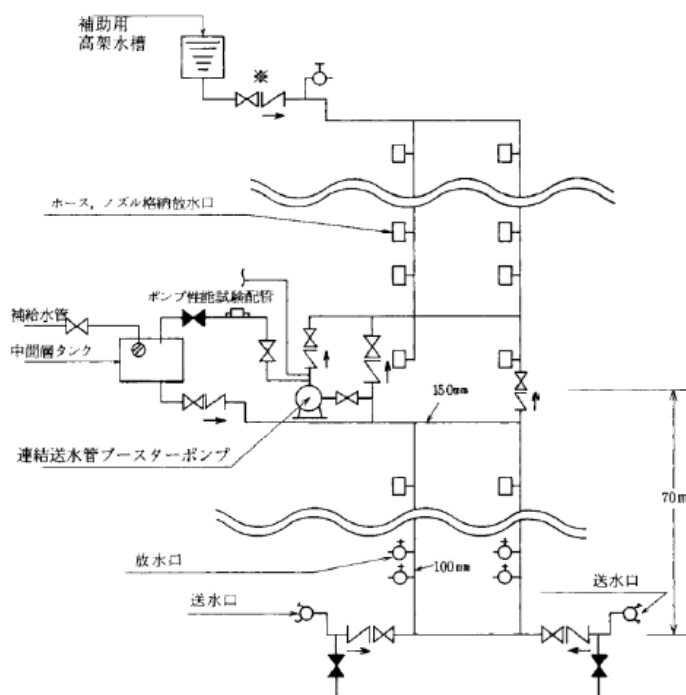 補助用
高架水槽
※
ホース,ノズル格納放水口
ポンプ性能試験配管
補給水管
中間層タンク
150mm
連結送水管ブースターポンプ
70m
放水口
100mm
送水口
送水口